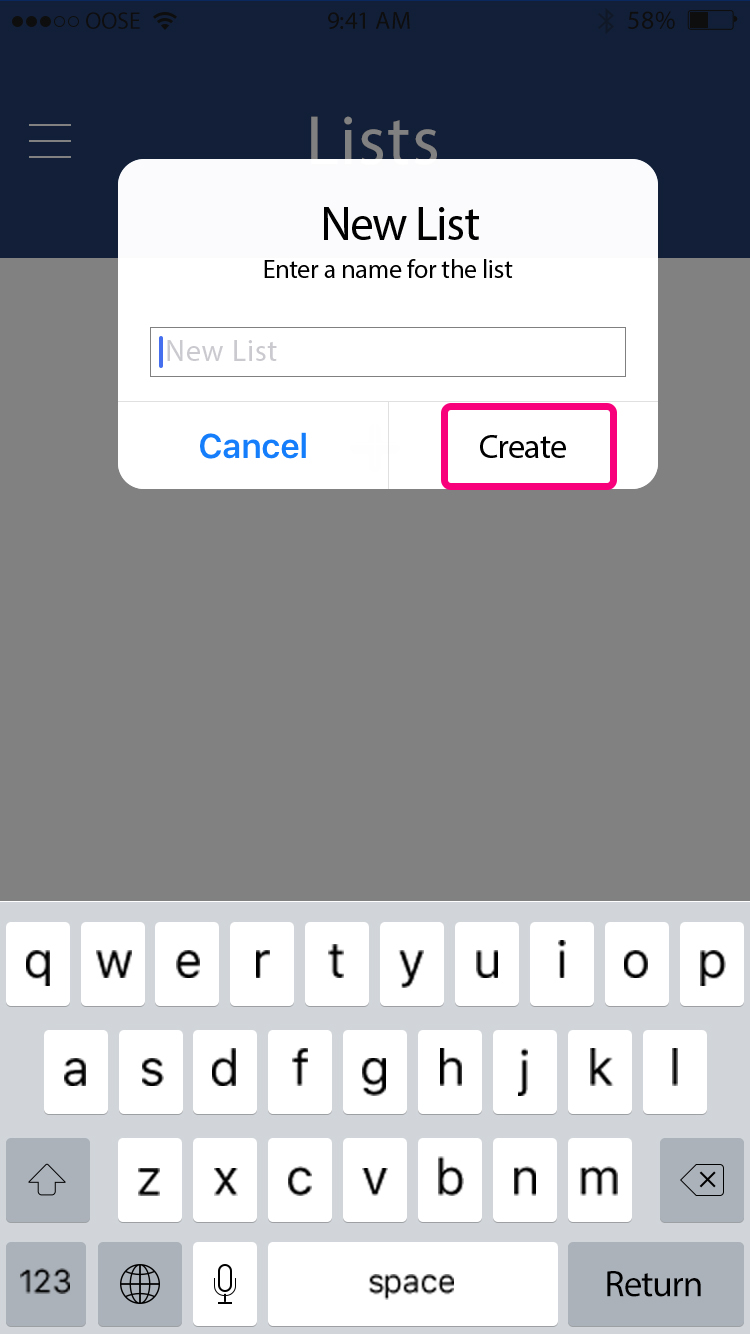 OOSE 9:41 AM 58%
Lists
New List
Enter a name for the list
New List
Cancel Create
q w e r t y u i o p
a s d f g h j k l
z x c v b n m
123 space Return